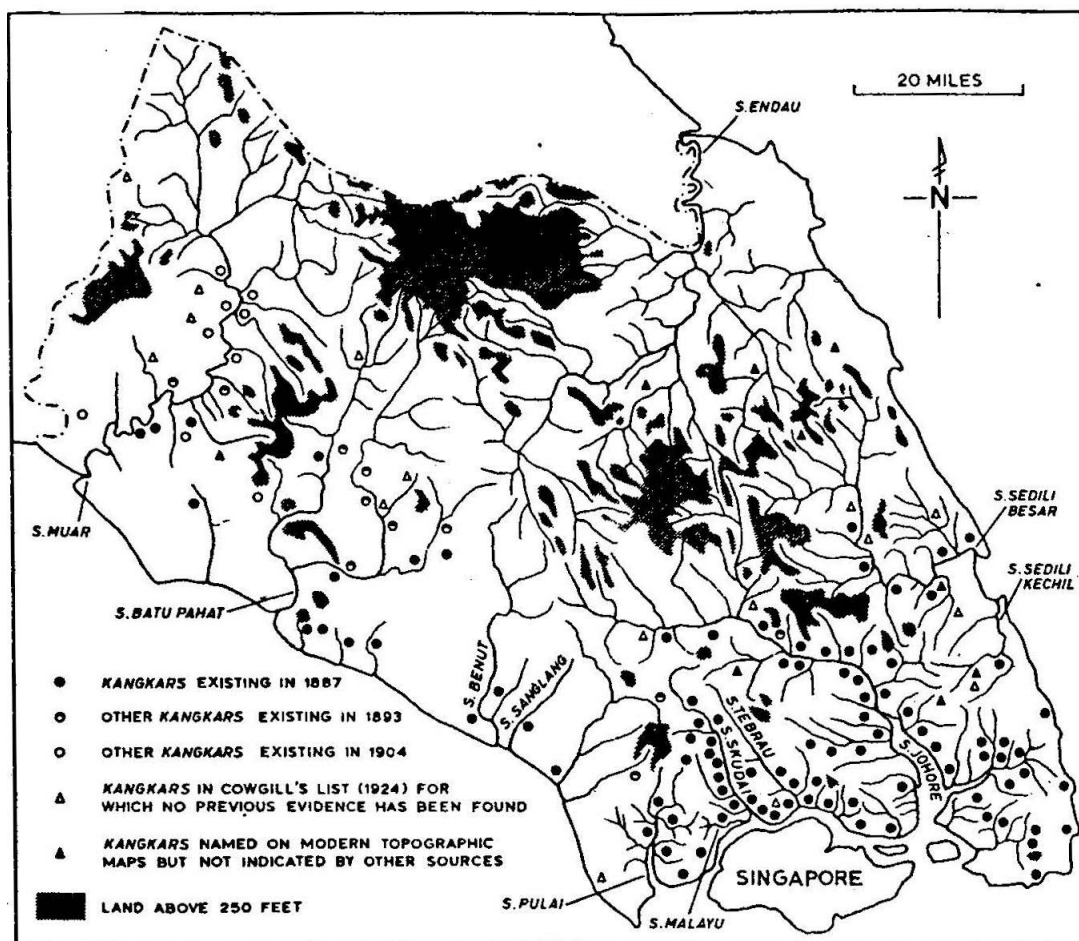 20 MILES
S. ENDAU
N
S. SEDILI
BESAR
S. SEDILI
KECHIL
S. MUAR
S. BATU PAHAT
S. BENUT
S. SANGLANG
S. TEBRAU
S. SKUDAI
S. JOHORE
SINGAPORE
S. PULAI
S. MALAYU
KANGKARS EXISTING IN 1887
OTHER KANGKARS EXISTING IN 1893
OTHER KANGKARS EXISTING IN 1904
KANGKARS IN COWGILL'S LIST (1924) FOR
WHICH NO PREVIOUS EVIDENCE HAS BEEN FOUND
KANGKARS NAMED ON MODERN TOPOGRAPHIC
MAPS BUT NOT INDICATED BY OTHER SOURCES
LAND ABOVE 250 FEET